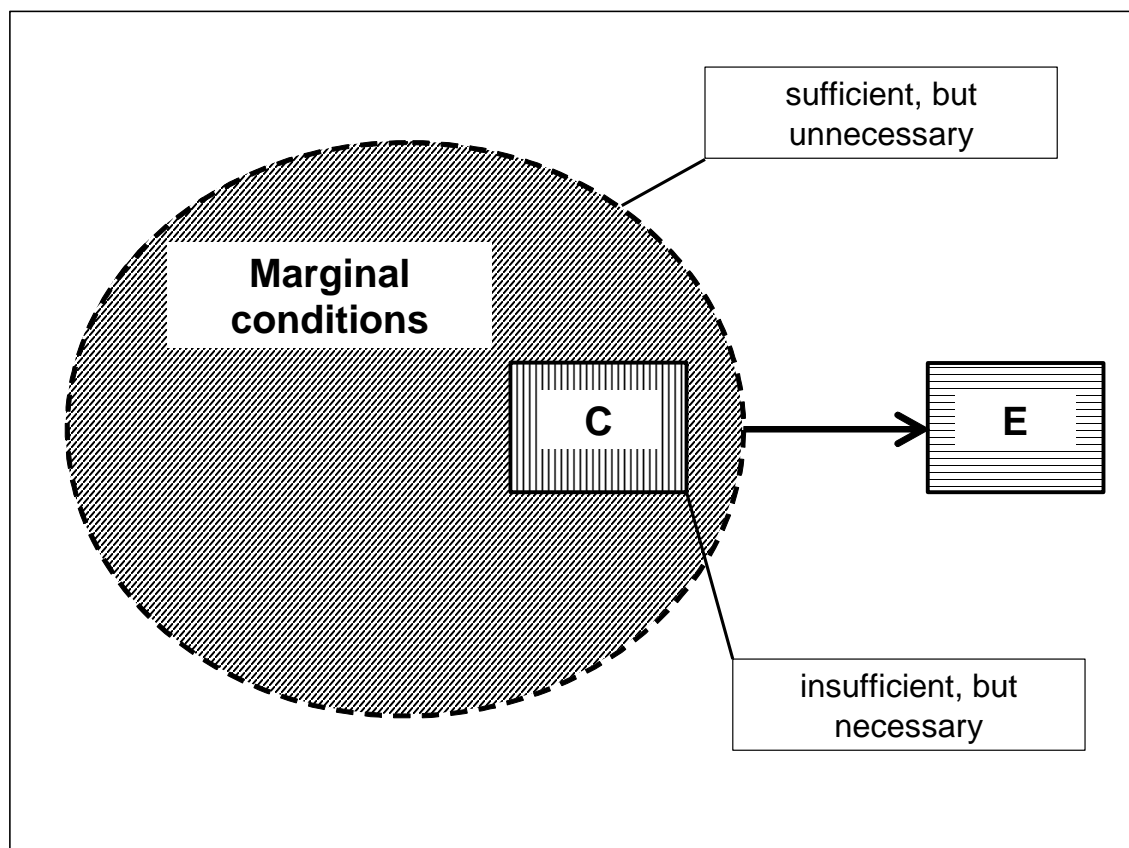 sufficient, but
unnecessary
Marginal
conditions
C
E
insufficient, but
necessary